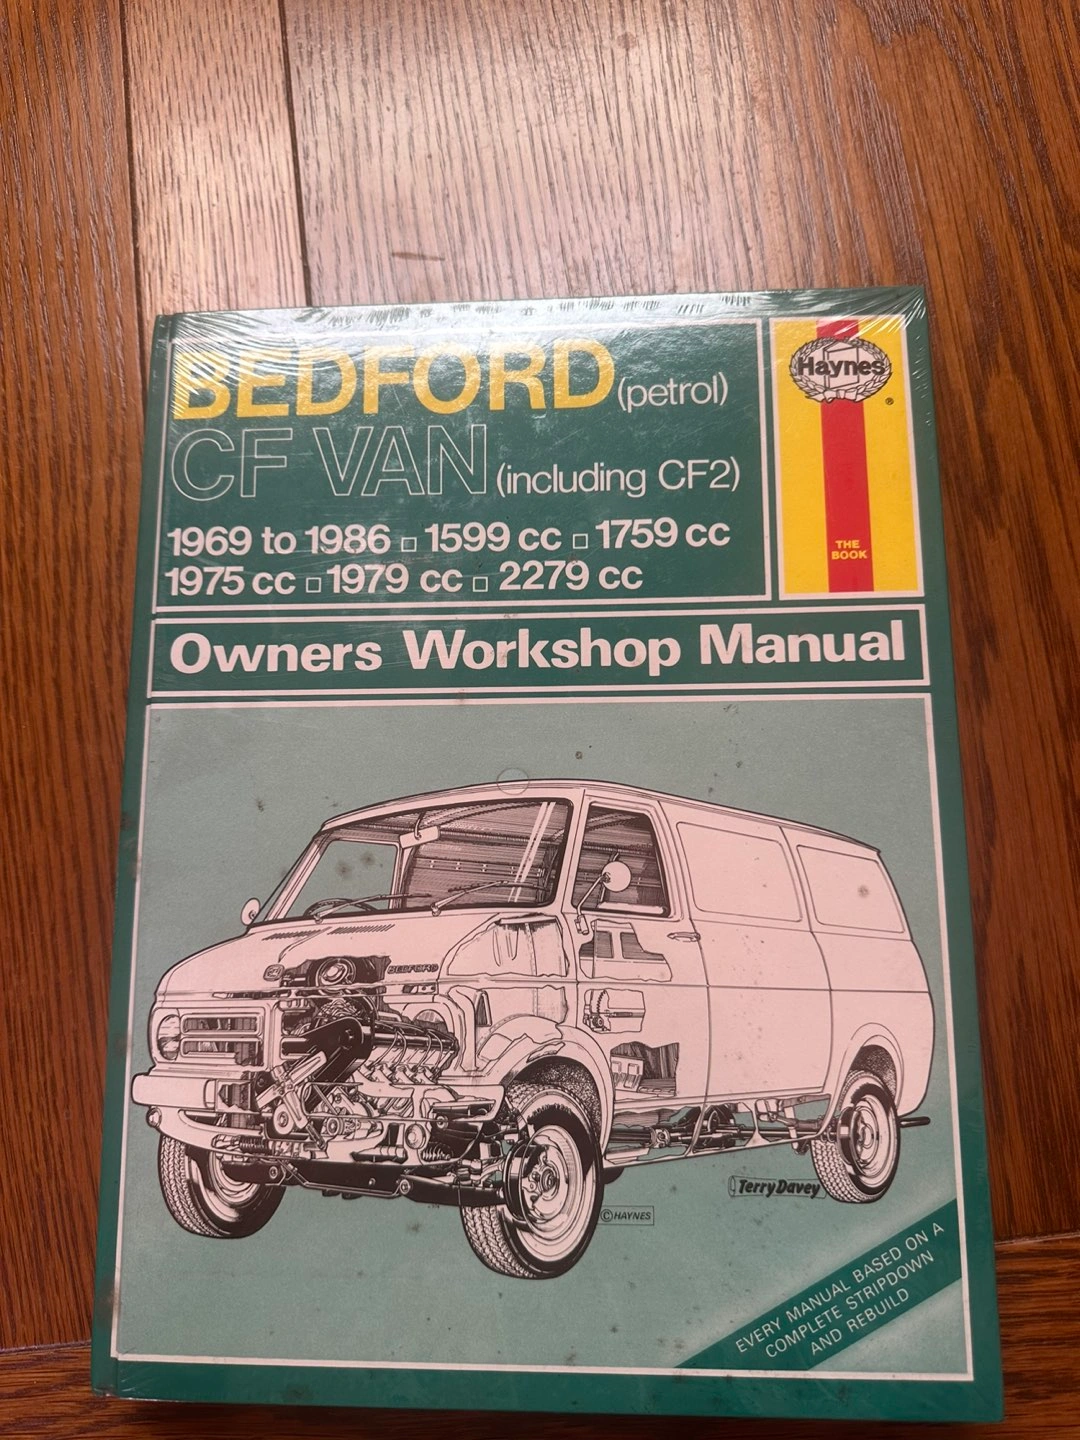 BEDFORD (petrol)
CF VAN (including CF2)
1969 to 1986 □ 1599 cc □ 1759 cc
1975 cc □ 1979 cc □ 2279 cc
Haynes
®
THE
BOOK
Owners Workshop Manual
BEDFORD
Terry Davey
© HAYNES
EVERY MANUAL BASED ON A
COMPLETE STRIPDOWN
AND REBUILD